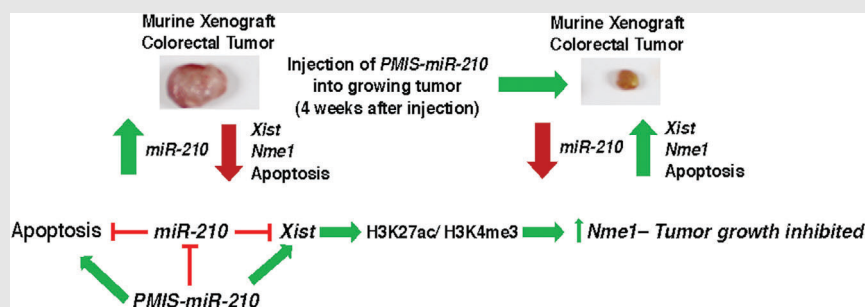 Murine Xenograft
Colorectal Tumor
Injection of PMIS-miR-210
into growing tumor
(4 weeks after injection)
Murine Xenograft
Colorectal Tumor
miR-210
Xist
Nme1
Apoptosis
miR-210
Xist
Nme1
Apoptosis
Apoptosis miR-210 Xist H3K27ac/ H3K4me3 Nme1– Tumor growth inhibited
PMIS-miR-210